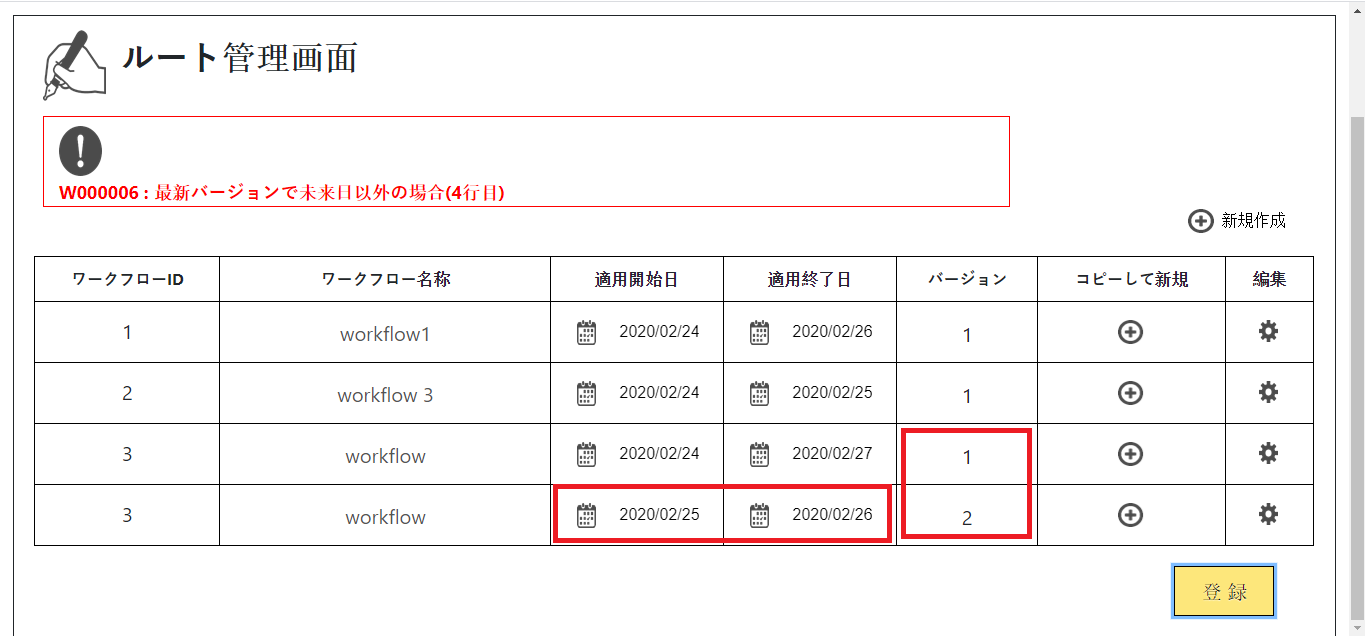 ルート管理画面
W000006 : 最新バージョンで未来日以外の場合(4行目)
新規作成
ワークフローID ワークフロー名称 適用開始日 適用終了日 バージョン コピーして新規 編集
1 workflow1 2020/02/24 2020/02/26 1
2 workflow 3 2020/02/24 2020/02/25 1
3 workflow 2020/02/24 2020/02/27 1
3 workflow 2020/02/25 2020/02/26 2
登 録